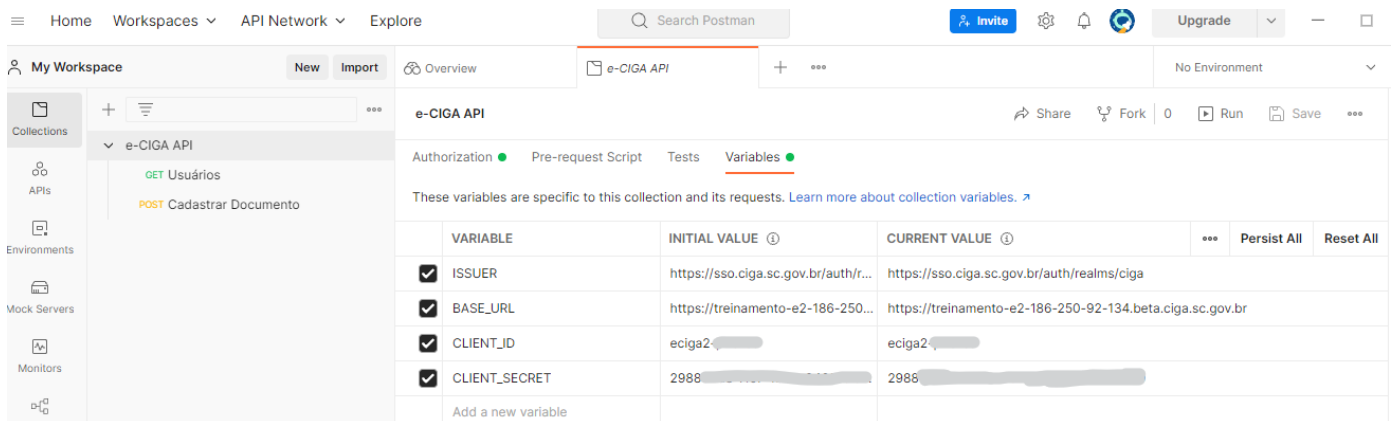 Home Workspaces API Network Explore Search Postman Invite Upgrade
My Workspace New Import Overview e-CIGA API No Environment
Collections
APIs
Environments
Mock Servers
Monitors
e-CIGA API
GET Usuários
POST Cadastrar Documento
e-CIGA API Share Fork 0 Run Save
Authorization Pre-request Script Tests Variables
These variables are specific to this collection and its requests. Learn more about collection variables. ↗
VARIABLE INITIAL VALUE CURRENT VALUE Persist All Reset All
ISSUER https://sso.ciga.sc.gov.br/auth/r... https://sso.ciga.sc.gov.br/auth/realms/ciga
BASE_URL https://treinamento-e2-186-250... https://treinamento-e2-186-250-92-134.beta.ciga.sc.gov.br
CLIENT_ID eciga2- eciga2-
CLIENT_SECRET 2988 2988
Add a new variable